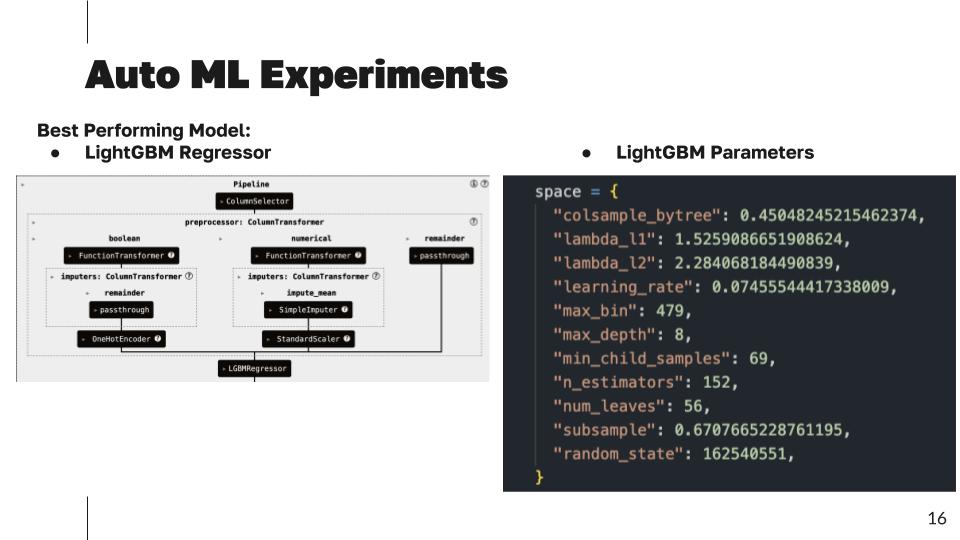 Auto ML Experiments
Best Performing Model:
● LightGBM Regressor
Pipeline
ColumnSelector
preprocessor: ColumnTransformer
boolean numerical remainder
FunctionTransformer FunctionTransformer passthrough
imputers: ColumnTransformer imputers: ColumnTransformer
remainder impute_mean
passthrough SimpleImputer
OneHotEncoder StandardScaler
LGBMRegressor
● LightGBM Parameters
space = {
"colsample_bytree": 0.45048245215462374,
"lambda_l1": 1.5259086651908624,
"lambda_l2": 2.284068184490839,
"learning_rate": 0.07455544417338009,
"max_bin": 479,
"max_depth": 8,
"min_child_samples": 69,
"n_estimators": 152,
"num_leaves": 56,
"subsample": 0.6707665228761195,
"random_state": 162540551,
}
16